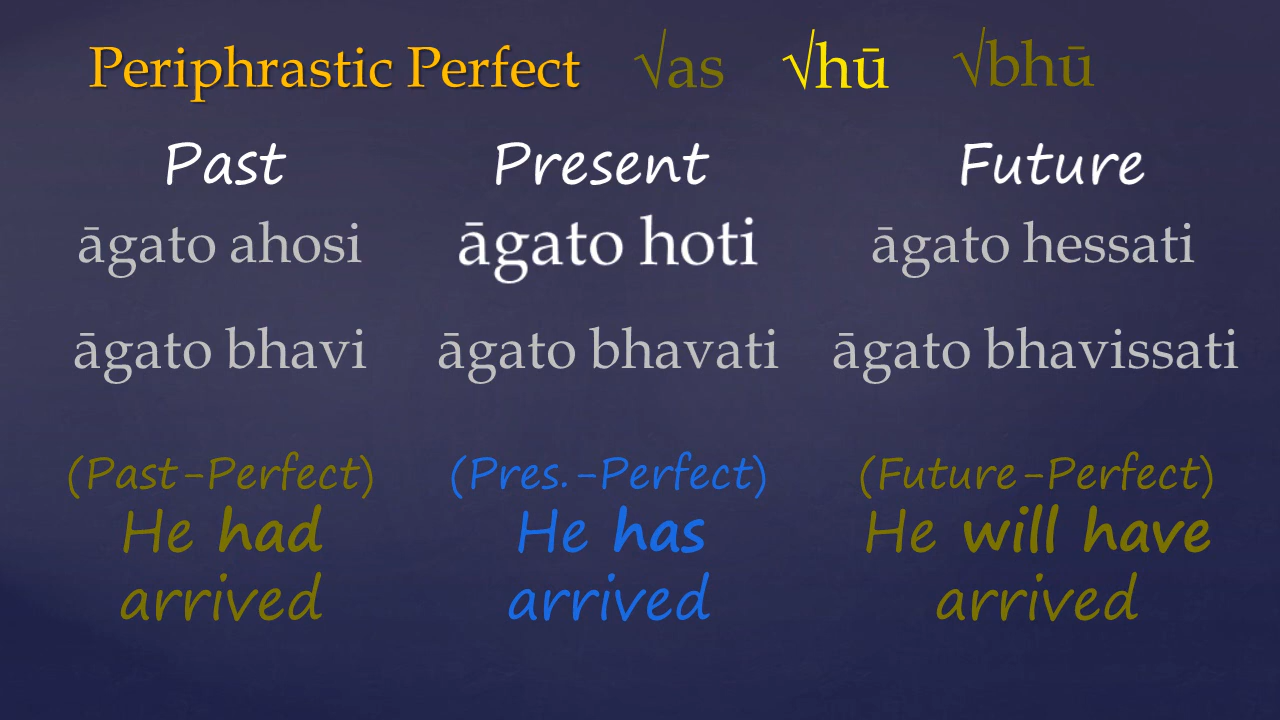 Periphrastic Perfect √as √hū √bhū
Past Present Future
āgato ahosi āgato hoti āgato hessati
āgato bhavi āgato bhavati āgato bhavissati
(Past-Perfect) (Pres.-Perfect) (Future-Perfect)
He had He has He will have
arrived arrived arrived